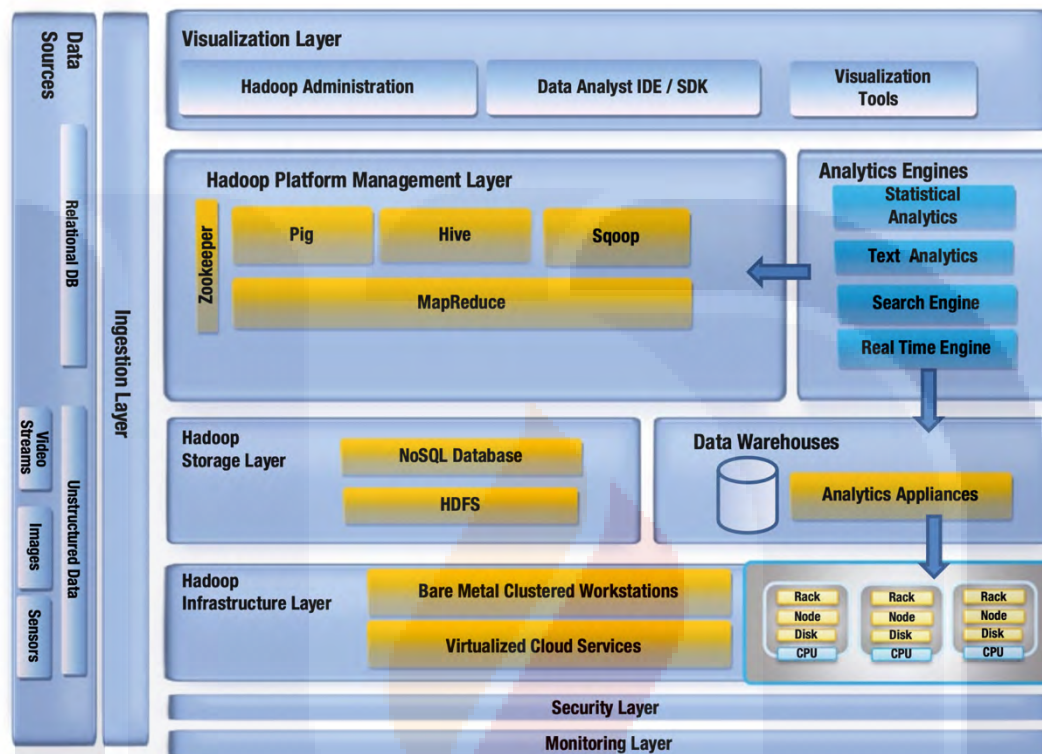 Data
Sources
Relational DB
Video
Streams
Images
Sensors
Unstructured Data
Ingestion Layer
Visualization Layer
Hadoop Administration
Data Analyst IDE / SDK
Visualization
Tools
Hadoop Platform Management Layer
Zookeeper
Pig
Hive
Sqoop
MapReduce
Analytics Engines
Statistical
Analytics
Text Analytics
Search Engine
Real Time Engine
Hadoop
Storage Layer
NoSQL Database
HDFS
Data Warehouses
Analytics Appliances
Hadoop
Infrastructure Layer
Bare Metal Clustered Workstations
Virtualized Cloud Services
Rack
Node
Disk
CPU
Rack
Node
Disk
CPU
Rack
Node
Disk
CPU
Security Layer
Monitoring Layer